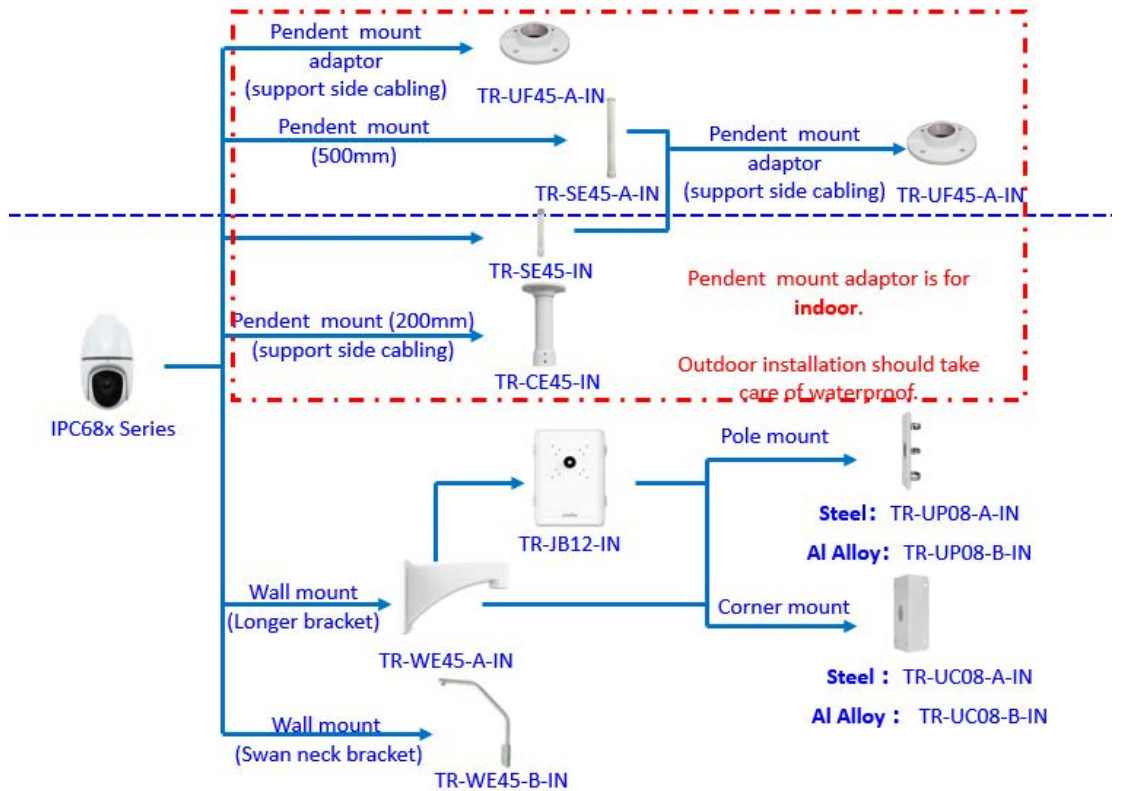 Pendent mount
adaptor
(support side cabling)
TR-UF45-A-IN
Pendent mount
(500mm)
TR-SE45-A-IN
Pendent mount
adaptor
(support side cabling)
TR-UF45-A-IN
TR-SE45-IN
Pendent mount adaptor is for
indoor.
Pendent mount (200mm)
(support side cabling)
TR-CE45-IN
Outdoor installation should take
care of waterproof.
IPC68x Series
TR-JB12-IN
Pole mount
Steel: TR-UP08-A-IN
Al Alloy: TR-UP08-B-IN
Wall mount
(Longer bracket)
TR-WE45-A-IN
Corner mount
Steel : TR-UC08-A-IN
Al Alloy : TR-UC08-B-IN
Wall mount
(Swan neck bracket)
TR-WE45-B-IN